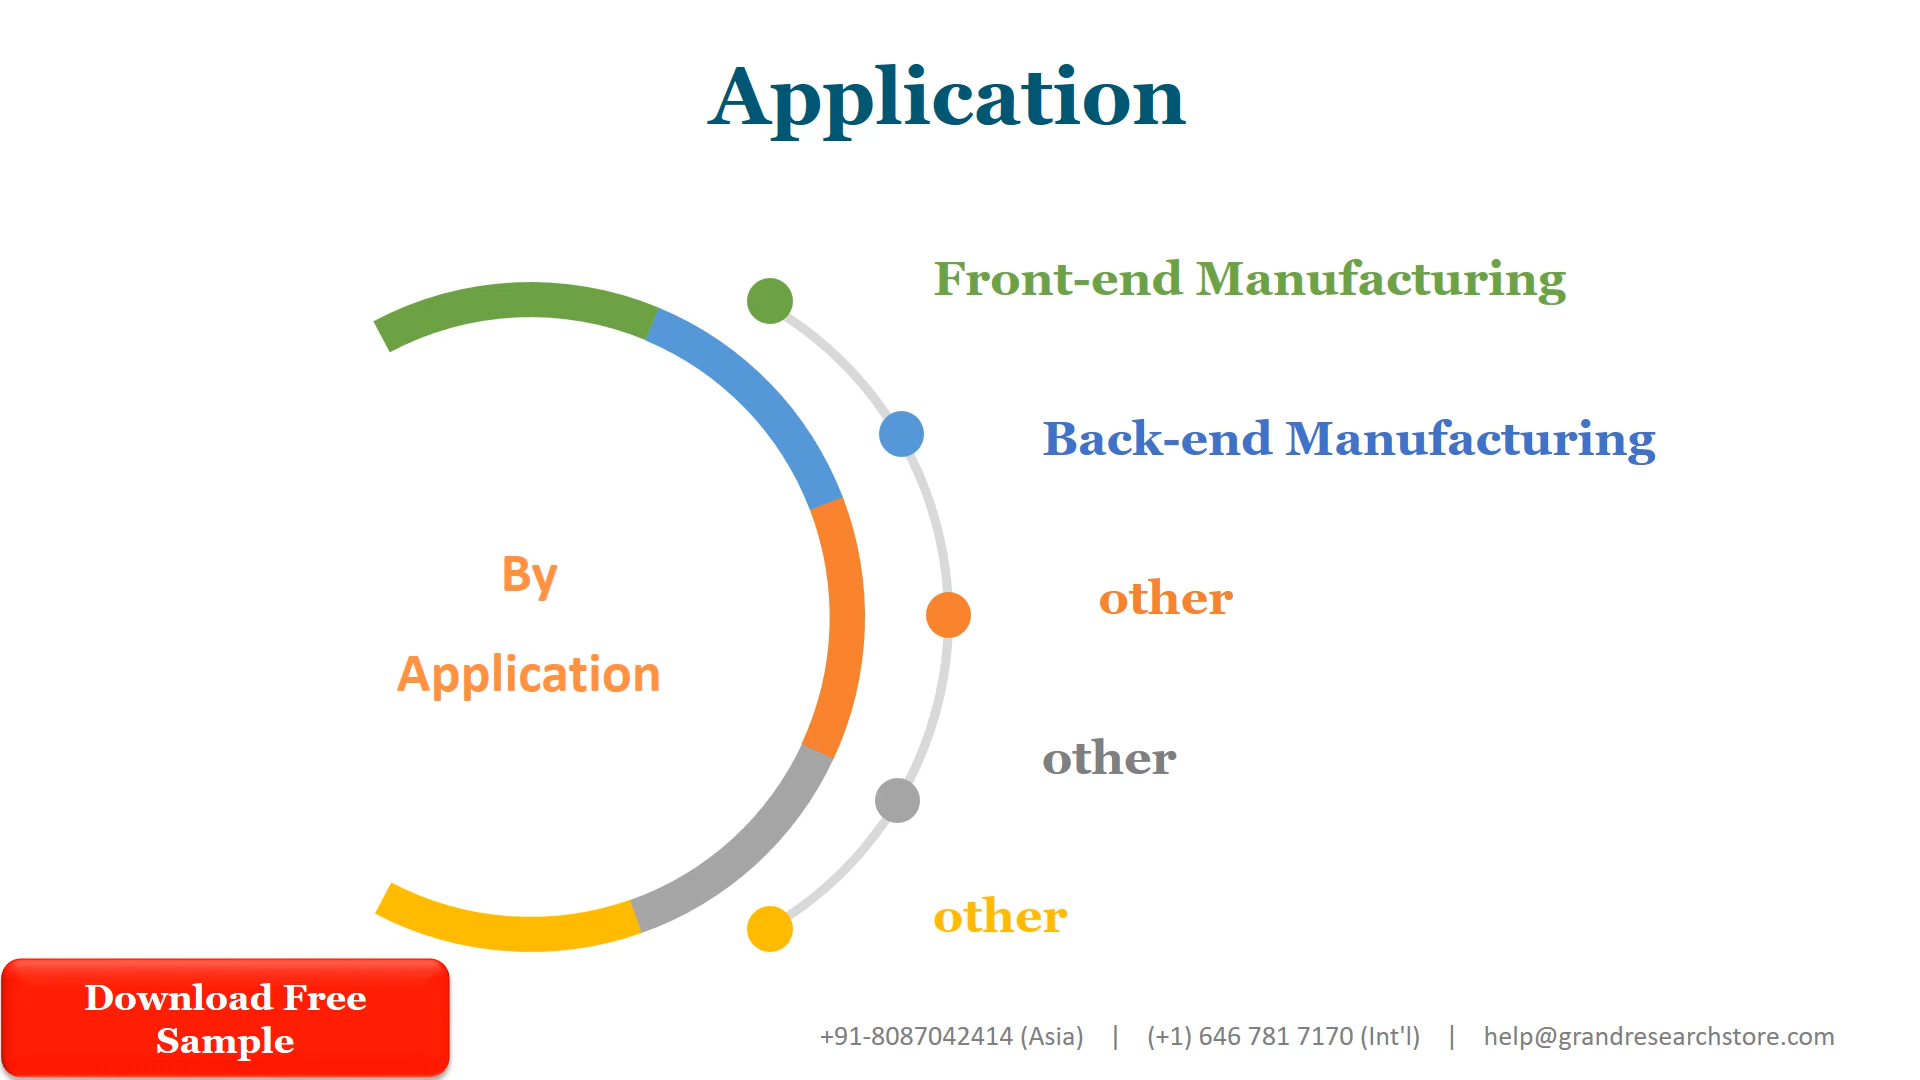 Application
Front-end Manufacturing
Back-end Manufacturing
By
Application
other
other
other
Download Free
Sample
+91-8087042414 (Asia) | (+1) 646 781 7170 (Int'l) | help@grandresearchstore.com